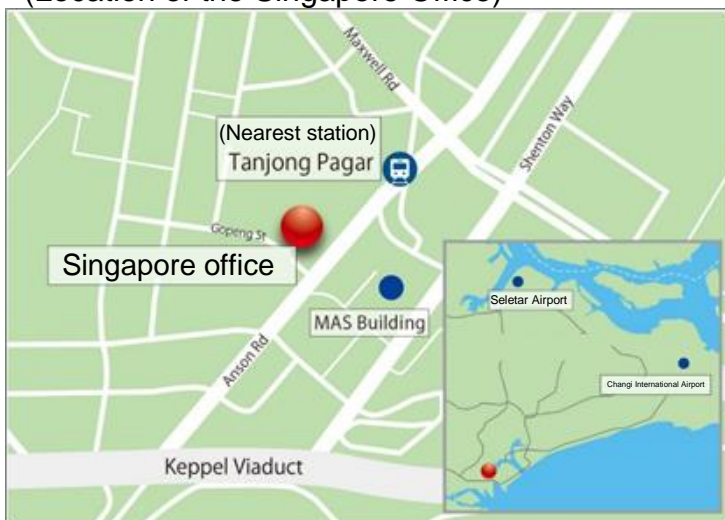 (Location of the Singapore Office)
Maxwell Rd
Shenton Way
(Nearest station)
Tanjong Pagar
Gopeng St
Singapore office
MAS Building
Anson Rd
Keppel Viaduct
Seletar Airport
Changi International Airport